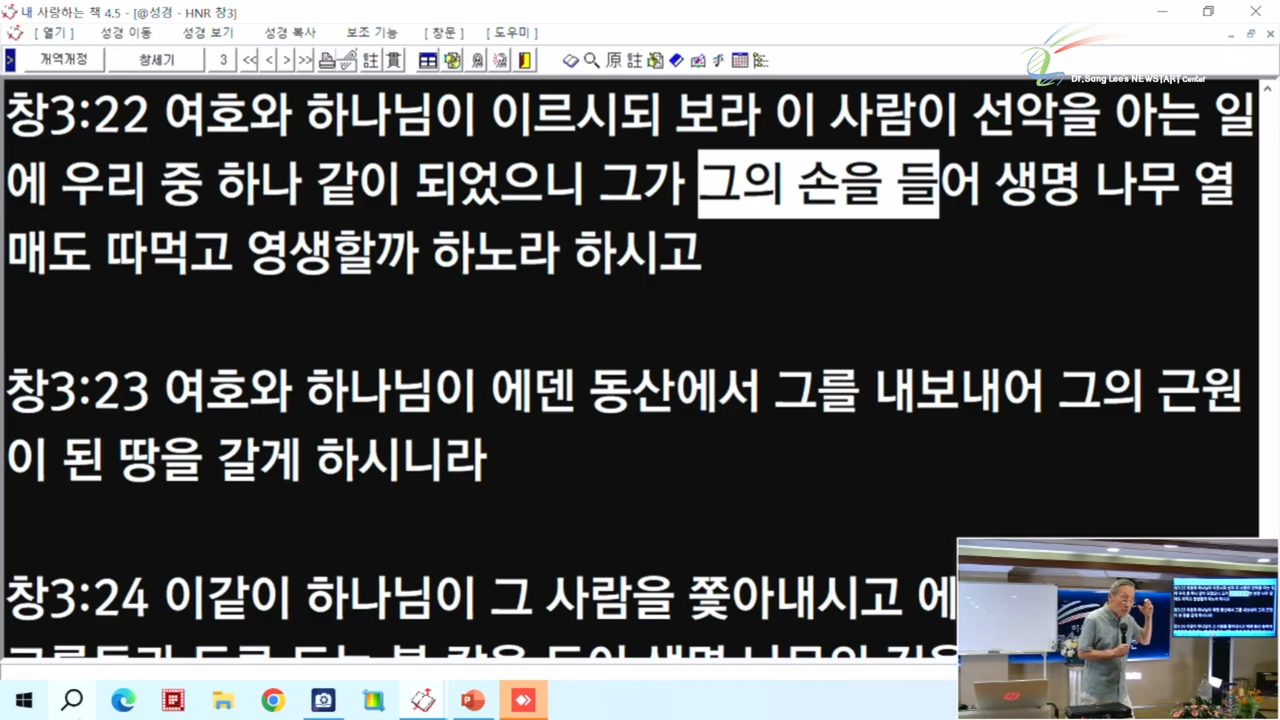 내 사랑하는 책 4.5 - [@성경 - HNR 창3]
[ 열기 ] 성경 이동 성경 보기 성경 복사 보조 기능 [ 창문 ] [ 도우미 ]
개역개정 창세기 3 << < > >> 註 貫 原 註
Dr.Sang Lee's NEWSTART Center
창3:22 여호와 하나님이 이르시되 보라 이 사람이 선악을 아는 일
에 우리 중 하나 같이 되었으니 그가 그의 손을 들어 생명 나무 열
매도 따먹고 영생할까 하노라 하시고
창3:23 여호와 하나님이 에덴 동산에서 그를 내보내어 그의 근원
이 된 땅을 갈게 하시니라
창3:24 이같이 하나님이 그 사람을 쫓아내시고 에